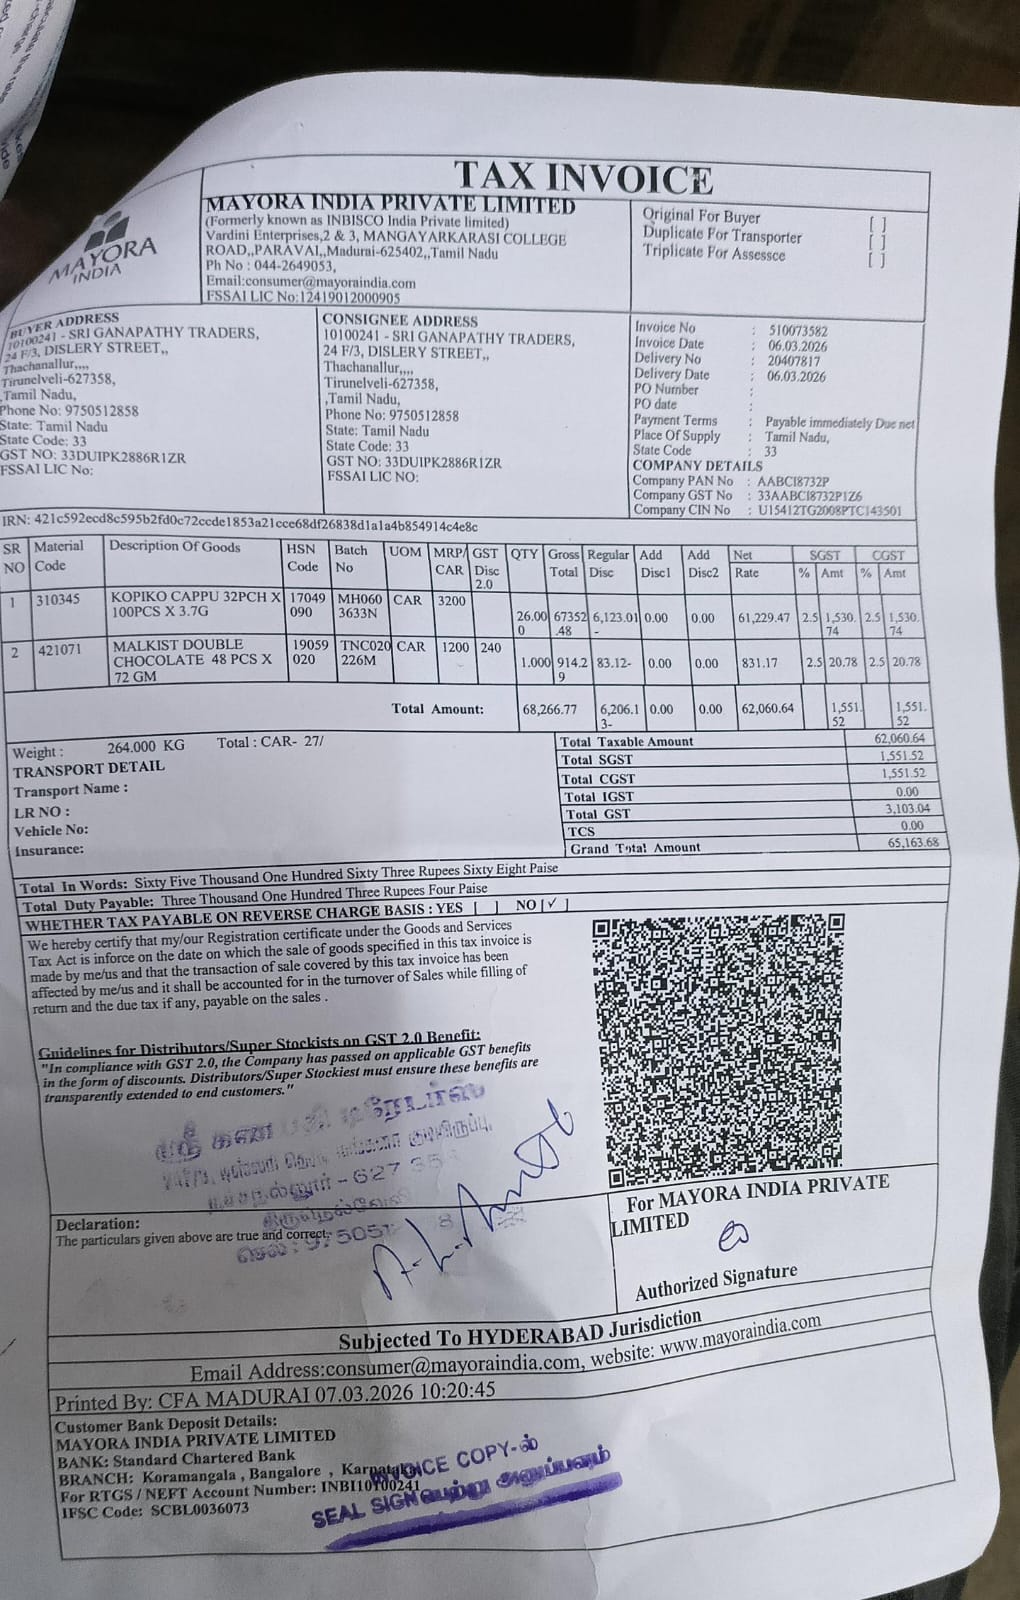 TAX INVOICE
MAYORA
INDIA
MAYORA INDIA PRIVATE LIMITED
(Formerly known as INBISCO India Private limited)
Vardini Enterprises,2 & 3, MANGAYARKARASI COLLEGE
ROAD,,PARAVAI,,Madurai-625402,,Tamil Nadu
Ph No : 044-2649053,
Email:consumer@mayoraindia.com
FSSAI LIC No:12419012000905
Original For Buyer [ ]
Duplicate For Transporter [ ]
Triplicate For Assessce [ ]
BUYER ADDRESS
10100241 - SRI GANAPATHY TRADERS,
24 F/3, DISLERY STREET,,
Thachanallur,,,,
Tirunelveli-627358,
,Tamil Nadu,
Phone No: 9750512858
State: Tamil Nadu
State Code: 33
GST NO: 33DUIPK2886R1ZR
FSSAI LIC No:
CONSIGNEE ADDRESS
10100241 - SRI GANAPATHY TRADERS,
24 F/3, DISLERY STREET,,
Thachanallur,,,,
Tirunelveli-627358,
,Tamil Nadu,
Phone No: 9750512858
State: Tamil Nadu
State Code: 33
GST NO: 33DUIPK2886R1ZR
FSSAI LIC NO:
Invoice No : 510073582
Invoice Date : 06.03.2026
Delivery No : 20407817
Delivery Date : 06.03.2026
PO Number :
PO date :
Payment Terms : Payable immediately Due net
Place Of Supply : Tamil Nadu,
State Code : 33
COMPANY DETAILS
Company PAN No : AABCI8732P
Company GST No : 33AABCI8732P1Z6
Company CIN No : U15412TG2008PTC143501
IRN: 421c592ecd8c595b2fd0c72ccde1853a21cce68df26838d1a1a4b854914c4e8c
SR NO Material Code Description Of Goods HSN Code Batch No UOM MRP/ CAR GST Disc 2.0 QTY Gross Total Regular Disc Add Disc1 Add Disc2 Net Rate SGST % Amt CGST % Amt
1 310345 KOPIKO CAPPU 32PCH X 100PCS X 3.7G 17049 090 MH060 3633N CAR 3200 26.00 0 67352 .48 6,123.01 - 0.00 0.00 61,229.47 2.5 1,530. 74 2.5 1,530. 74
2 421071 MALKIST DOUBLE CHOCOLATE 48 PCS X 72 GM 19059 020 TNC020 226M CAR 1200 240 1.000 914.2 9 83.12- 0.00 0.00 831.17 2.5 20.78 2.5 20.78
Total Amount: 68,266.77 6,206.1 3- 0.00 0.00 62,060.64 1,551. 52 1,551. 52
Weight : 264.000 KG Total : CAR- 27/
TRANSPORT DETAIL
Transport Name :
LR NO :
Vehicle No:
Insurance:
Total Taxable Amount 62,060.64
Total SGST 1,551.52
Total CGST 1,551.52
Total IGST 0.00
Total GST 3,103.04
TCS 0.00
Grand Total Amount 65,163.68
Total In Words: Sixty Five Thousand One Hundred Sixty Three Rupees Sixty Eight Paise
Total Duty Payable: Three Thousand One Hundred Three Rupees Four Paise
WHETHER TAX PAYABLE ON REVERSE CHARGE BASIS : YES [ ] NO [✓ ]
We hereby certify that my/our Registration certificate under the Goods and Services
Tax Act is inforce on the date on which the sale of goods specified in this tax invoice is
made by me/us and that the transaction of sale covered by this tax invoice has been
affected by me/us and it shall be accounted for in the turnover of Sales while filling of
return and the due tax if any, payable on the sales .
Guidelines for Distributors/Super Stockists on GST 2.0 Benefit:
"In compliance with GST 2.0, the Company has passed on applicable GST benefits
in the form of discounts. Distributors/Super Stockiest must ensure these benefits are
transparently extended to end customers."
ஸ்ரீ கணபதி டிரேடர்ஸ்
Declaration:
The particulars given above are true and correct.
For MAYORA INDIA PRIVATE
LIMITED
Authorized Signature
Subjected To HYDERABAD Jurisdiction
Email Address:consumer@mayoraindia.com, website: www.mayoraindia.com
Printed By: CFA MADURAI 07.03.2026 10:20:45
Customer Bank Deposit Details:
MAYORA INDIA PRIVATE LIMITED
BANK: Standard Chartered Bank
BRANCH: Koramangala , Bangalore , Karnataka
For RTGS / NEFT Account Number: INBI10100241
IFSC Code: SCBL0036073
INVOICE COPY-ல்
SEAL SIGN பெற்று அனுப்பவும்